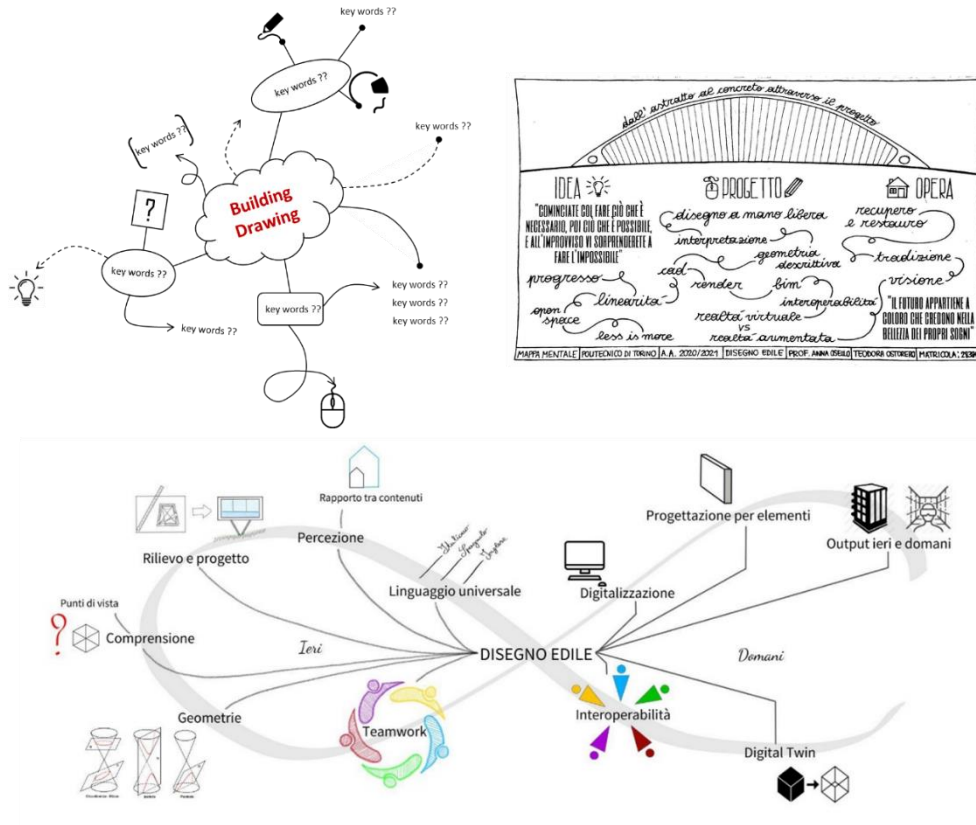 key words ??
key words ??
key words ??
[key words ??]
Building
Drawing
?
key words ??
key words ??
key words ??
key words ??
key words ??
key words ??
key words ??
dall' astratto al concreto attraverso il progetto
IDEA
"COMINCIATE COL FARE CIÒ CHE È
NECESSARIO, POI CIÒ CHE È POSSIBILE,
E ALL'IMPROVVISO VI SORPRENDERETE A
FARE L'IMPOSSIBILE"
progresso
linearità
open
space
less is more
PROGETTO
disegno a mano libera
interpretazione
geometria
descrittiva
cad
render
bim
interoperabilità
realtà virtuale
VS
realtà aumentata
OPERA
recupero
e restauro
tradizione
visione
"IL FUTURO APPARTIENE A
COLORO CHE CREDONO NELLA
BELLEZZA DEI PROPRI SOGNI"
MAPPA MENTALE POLITECNICO DI TORINO A.A. 2020/2021 DISEGNO EDILE PROF. ANNA OSELLO TEODORA OSTORERO MATRICOLA:
Rapporto tra contenuti
Percezione
Rilievo e progetto
Italiano
Spagnolo
Inglese
Linguaggio universale
Punti di vista
?
Comprensione
Ieri
Geometrie
Teamwork
DISEGNO EDILE
Progettazione per elementi
Output ieri e domani
Digitalizzazione
Domani
Interoperabilità
Digital Twin